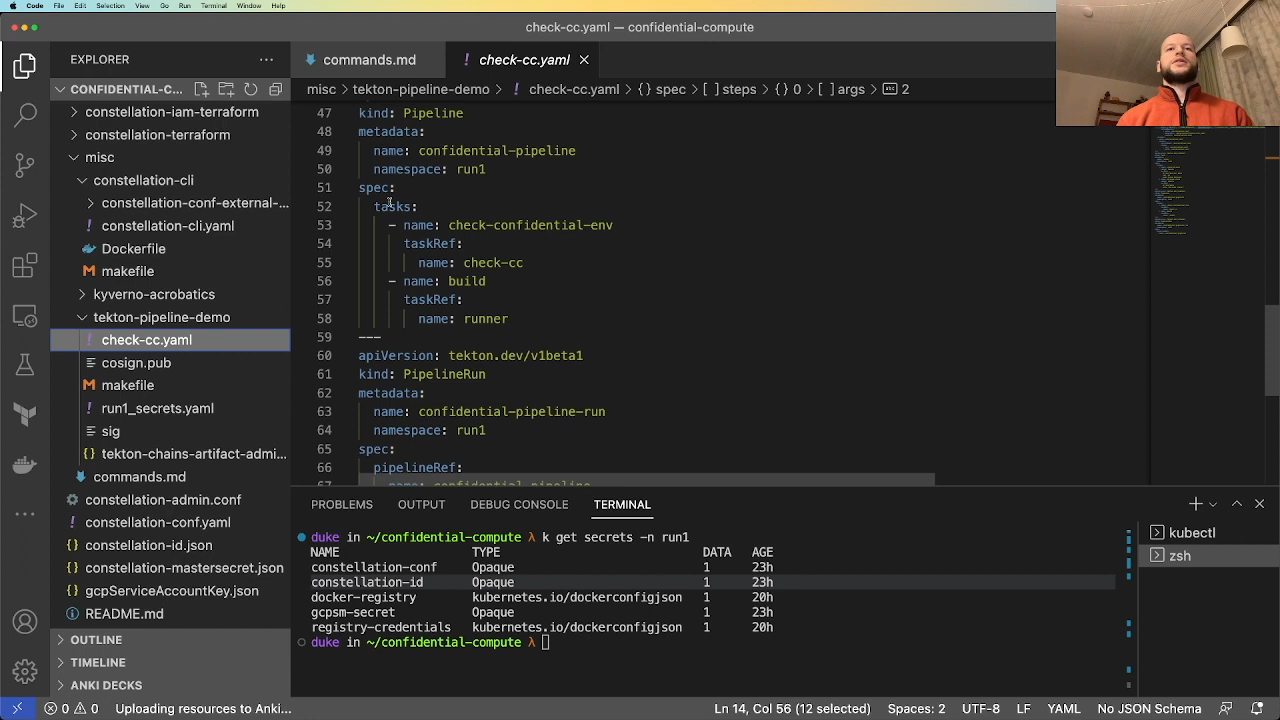 Code File Edit Selection View Go Run Terminal Window Help
check-cc.yaml — confidential-compute
EXPLORER
CONFIDENTIAL-C...
constellation-iam-terraform
constellation-terraform
misc
constellation-cli
constellation-conf-external-...
constellation-cli.yaml
Dockerfile
makefile
kyverno-acrobatics
tekton-pipeline-demo
check-cc.yaml
cosign.pub
makefile
run1_secrets.yaml
sig
tekton-chains-artifact-admi...
commands.md
constellation-admin.conf
constellation-conf.yaml
constellation-id.json
constellation-mastersecret.json
gcpServiceAccountKey.json
README.md
OUTLINE
TIMELINE
ANKI DECKS
commands.md
check-cc.yaml
misc > tekton-pipeline-demo > check-cc.yaml > {} spec > [ ] steps > {} 0 > [ ] args > abc 2
47 kind: Pipeline
48 metadata:
49 name: confidential-pipeline
50 namespace: run1
51 spec:
52 tasks:
53 - name: check-confidential-env
54 taskRef:
55 name: check-cc
56 - name: build
57 taskRef:
58 name: runner
59 ---
60 apiVersion: tekton.dev/v1beta1
61 kind: PipelineRun
62 metadata:
63 name: confidential-pipeline-run
64 namespace: run1
65 spec:
66 pipelineRef:
67 name: confidential-pipeline
PROBLEMS OUTPUT DEBUG CONSOLE TERMINAL
duke in ~/confidential-compute λ k get secrets -n run1
NAME TYPE DATA AGE
constellation-conf Opaque 1 23h
constellation-id Opaque 1 23h
docker-registry kubernetes.io/dockerconfigjson 1 20h
gcpsm-secret Opaque 1 23h
registry-credentials kubernetes.io/dockerconfigjson 1 20h
duke in ~/confidential-compute λ
kubectl
zsh
0 0 Uploading resources to Anki... Ln 14, Col 56 (12 selected) Spaces: 2 UTF-8 LF YAML No JSON Schema